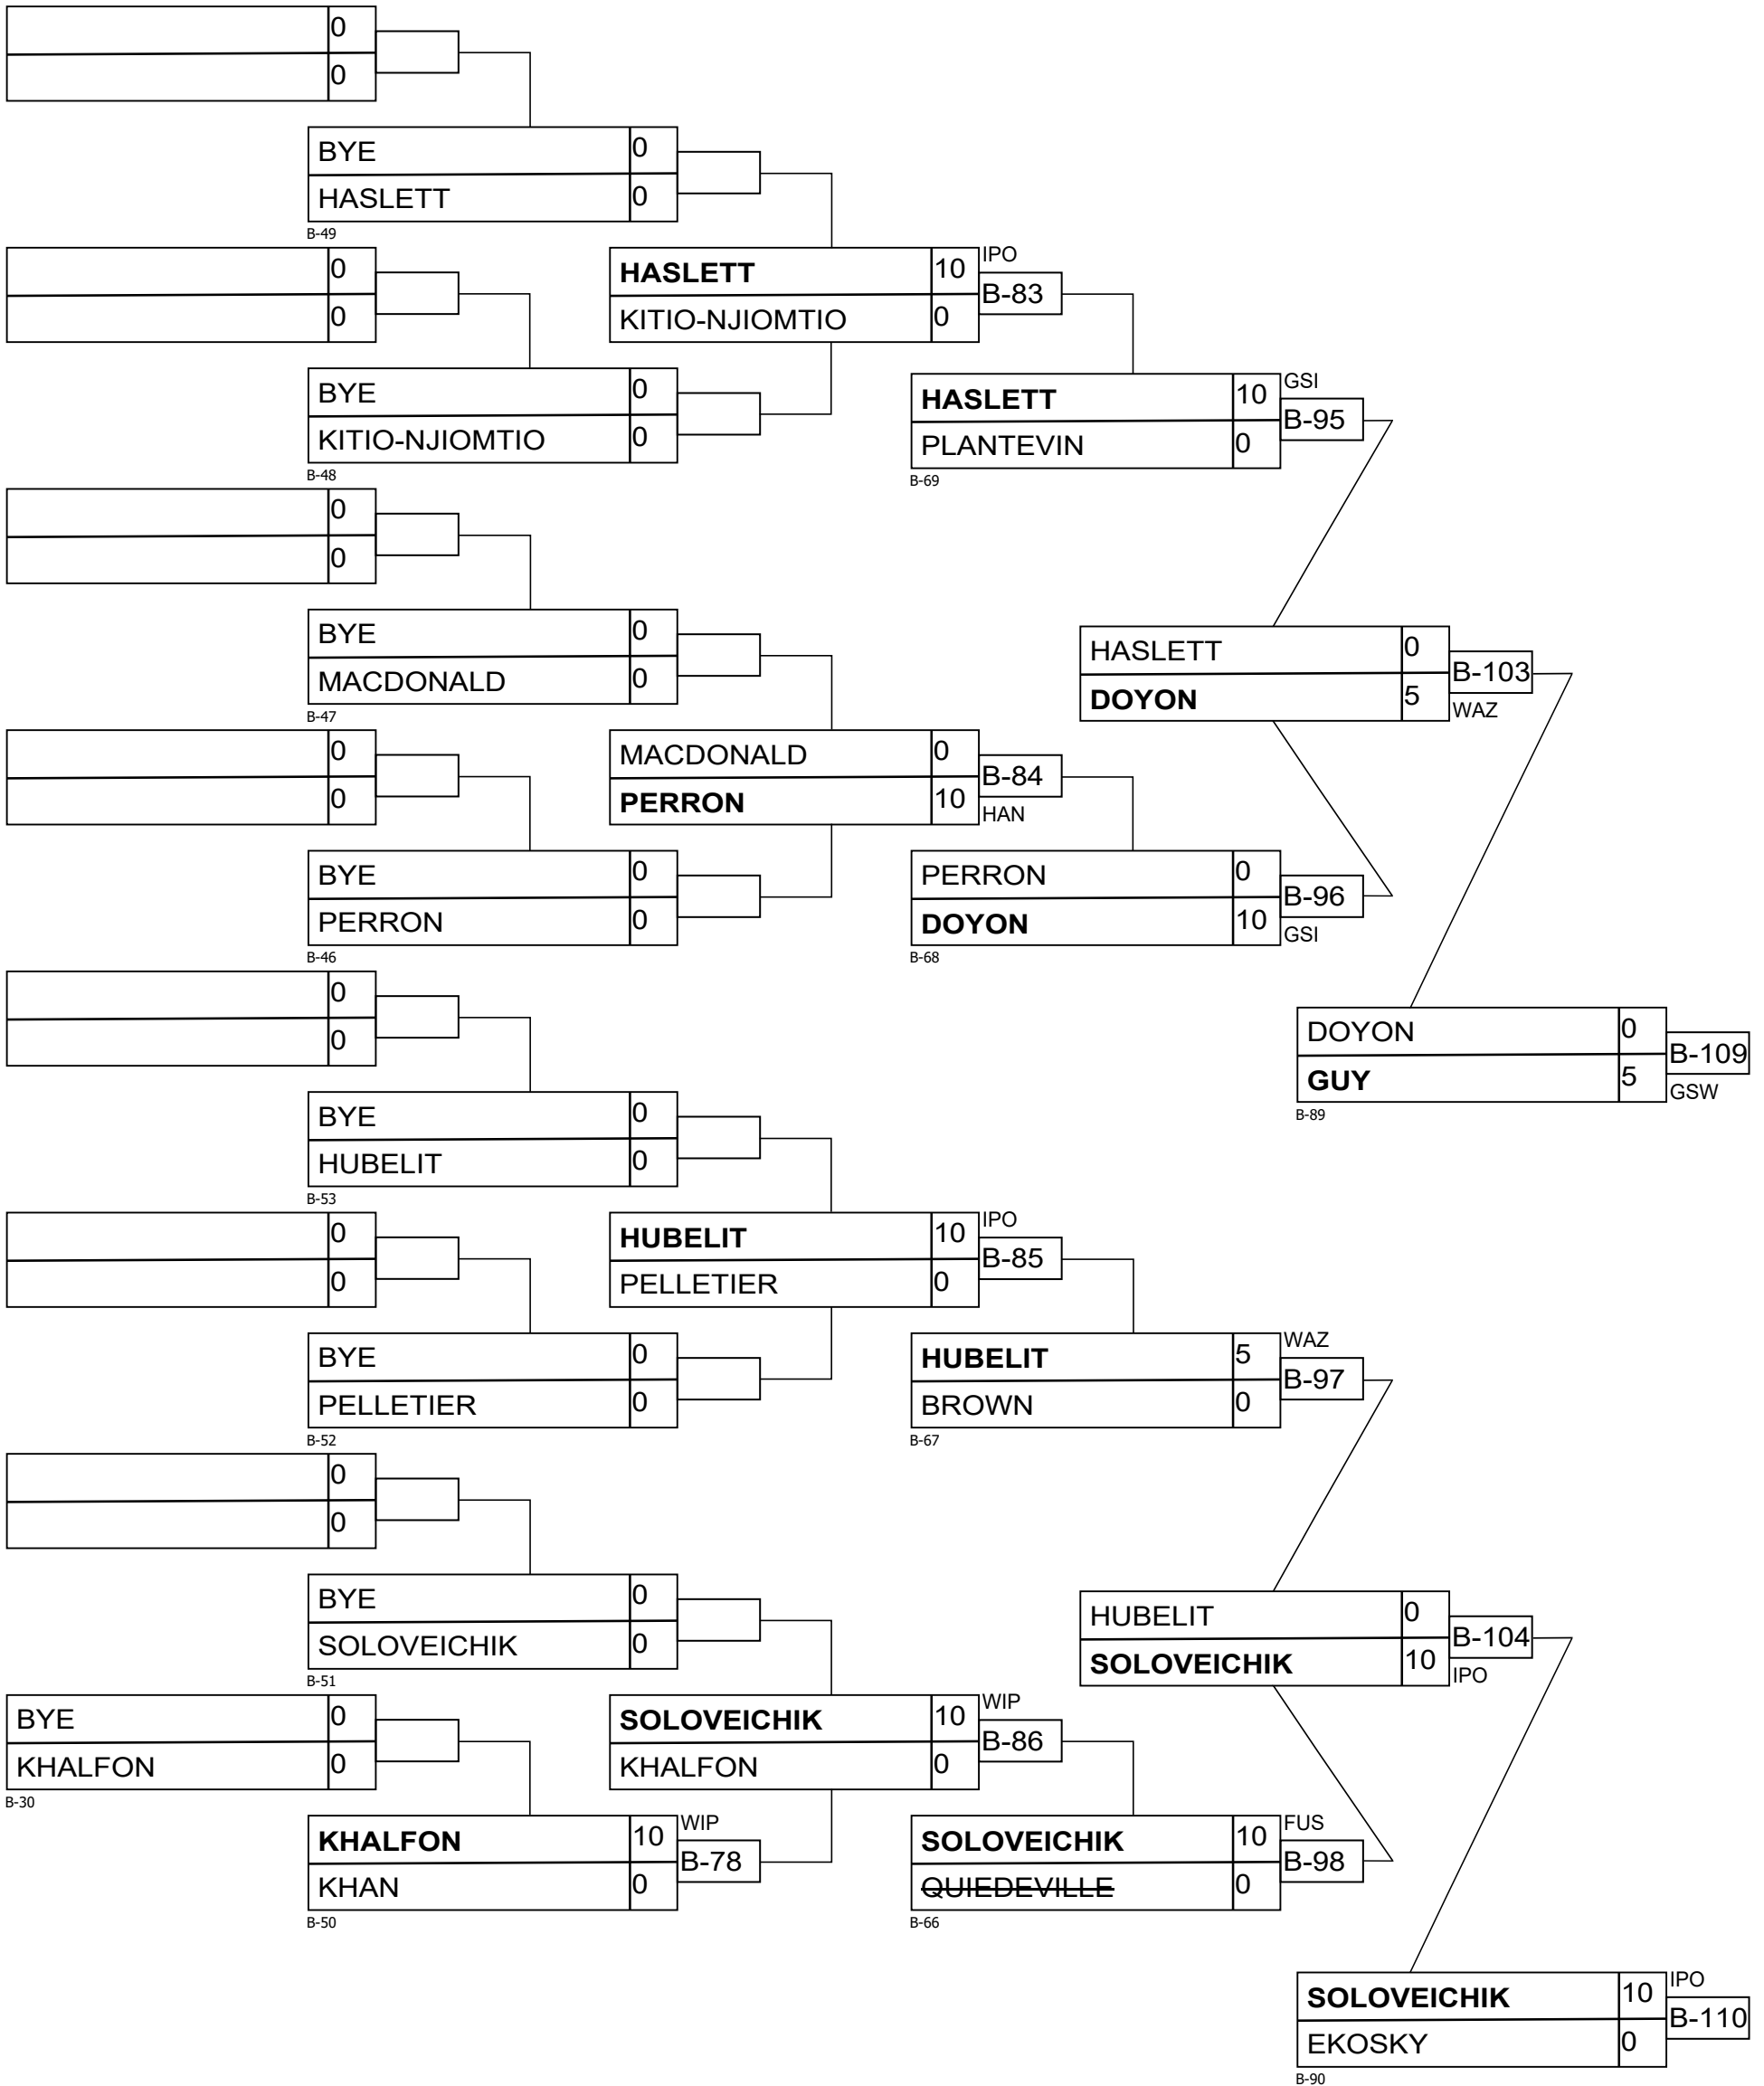 0
0
BYE 0
HASLETT 0
B-49
0
0
HASLETT 10 IPO
B-83
KITIO-NJIOMTIO 0
BYE 0
KITIO-NJIOMTIO 0
B-48
HASLETT 10 GSI
B-95
PLANTEVIN 0
B-69
0
0
BYE 0
MACDONALD 0
B-47
HASLETT 0
B-103
DOYON 5 WAZ
0
0
MACDONALD 0
B-84
PERRON 10 HAN
BYE 0
PERRON 0
B-46
PERRON 0
B-96
DOYON 10 GSI
B-68
0
0
DOYON 0
B-109
GUY 5 GSW
B-89
BYE 0
HUBELIT 0
B-53
0
0
HUBELIT 10 IPO
B-85
PELLETIER 0
BYE 0
PELLETIER 0
B-52
HUBELIT 5 WAZ
B-97
BROWN 0
B-67
0
0
BYE 0
SOLOVEICHIK 0
B-51
HUBELIT 0
B-104
SOLOVEICHIK 10 IPO
BYE 0
KHALFON 0
B-30
SOLOVEICHIK 10 WIP
B-86
KHALFON 0
KHALFON 10 WIP
B-78
KHAN 0
B-50
SOLOVEICHIK 10 FUS
B-98
QUIEDEVILLE 0
B-66
SOLOVEICHIK 10 IPO
B-110
EKOSKY 0
B-90